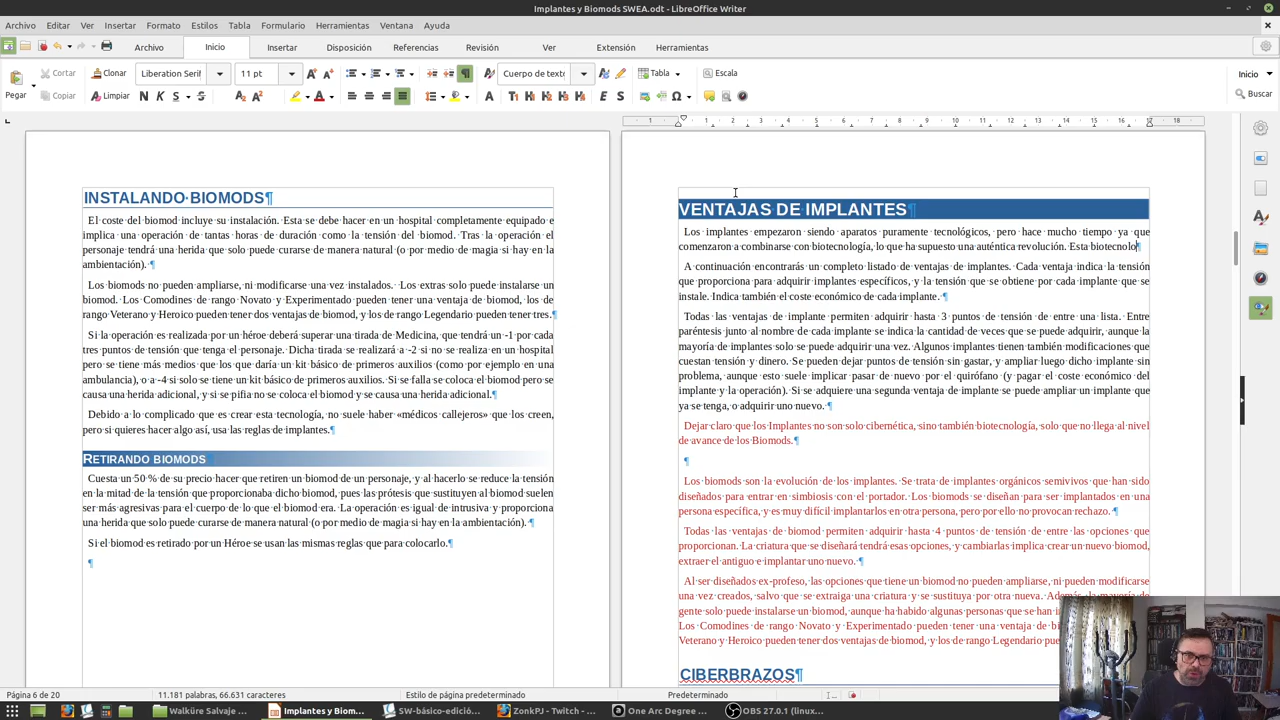 Implantes y Biomods SWEA.odt - LibreOffice Writer
Archivo Editar Ver Insertar Formato Estilos Tabla Formulario Herramientas Ventana Ayuda
Archivo Inicio Insertar Disposición Referencias Revisión Ver Extensión Herramientas
Pegar Cortar Clonar Liberation Serif 11 pt Cuerpo de texto Tabla Escala Inicio
Copiar Limpiar Buscar
1 1 2 3 4 5 6 7 8 9 10 11 12 13 14 15 16 17 18
INSTALANDO BIOMODS¶
El coste del biomod incluye su instalación. Esta se debe hacer en un hospital completamente equipado e
implica una operación de tantas horas de duración como la tensión del biomod. Tras la operación el
personaje tendrá una herida que solo puede curarse de manera natural (o por medio de magia si hay en la
ambientación). ¶
Los biomods no pueden ampliarse, ni modificarse una vez instalados. Los extras solo puede instalarse un
biomod. Los Comodines de rango Novato y Experimentado pueden tener una ventaja de biomod, los de
rango Veterano y Heroico pueden tener dos ventajas de biomod, y los de rango Legendario pueden tener tres.¶
Si la operación es realizada por un héroe deberá superar una tirada de Medicina, que tendrá un -1 por cada
tres puntos de tensión que tenga el personaje. Dicha tirada se realizará a -2 si no se realiza en un hospital
pero se tiene más medios que los que daría un kit básico de primeros auxilios (como por ejemplo en una
ambulancia), o a -4 si solo se tiene un kit básico de primeros auxilios. Si se falla se coloca el biomod pero se
causa una herida adicional, y si se pifia no se coloca el biomod y se causa una herida adicional.¶
Debido a lo complicado que es crear esta tecnología, no suele haber «médicos callejeros» que los creen,
pero si quieres hacer algo así, usa las reglas de implantes.¶
RETIRANDO BIOMODS¶
Cuesta un 50 % de su precio hacer que retiren un biomod de un personaje, y al hacerlo se reduce la tensión
en la mitad de la tensión que proporcionaba dicho biomod, pues las prótesis que sustituyen al biomod suelen
ser más agresivas para el cuerpo de lo que el biomod era. La operación es igual de intrusiva y proporciona
una herida que solo puede curarse de manera natural (o por medio de magia si hay en la ambientación). ¶
Si el biomod es retirado por un Héroe se usan las mismas reglas que para colocarlo.¶
¶
VENTAJAS DE IMPLANTES¶
Los implantes empezaron siendo aparatos puramente tecnológicos, pero hace mucho tiempo ya que
comenzaron a combinarse con biotecnología, lo que ha supuesto una auténtica revolución. Esta biotecnolo¶
A continuación encontrarás un completo listado de ventajas de implantes. Cada ventaja indica la tensión
que proporciona para adquirir implantes específicos, y la tensión que se obtiene por cada implante que se
instale. Indica también el coste económico de cada implante. ¶
Todas las ventajas de implante permiten adquirir hasta 3 puntos de tensión de entre una lista. Entre
paréntesis junto al nombre de cada implante se indica la cantidad de veces que se puede adquirir, aunque la
mayoría de implantes solo se puede adquirir una vez. Algunos implantes tienen también modificaciones que
cuestan tensión y dinero. Se pueden dejar puntos de tensión sin gastar, y ampliar luego dicho implante sin
problema, aunque esto suele implicar pasar de nuevo por el quirófano (y pagar el coste económico del
implante y la operación). Si se adquiere una segunda ventaja de implante se puede ampliar un implante que
ya se tenga, o adquirir uno nuevo. ¶
Dejar claro que los Implantes no son solo cibernética, sino también biotecnología, solo que no llega al nivel
de avance de los Biomods.¶
¶
Los biomods son la evolución de los implantes. Se trata de implantes orgánicos semivivos que han sido
diseñados para entrar en simbiosis con el portador. Los biomods se diseñan para ser implantados en una
persona específica, y es muy difícil implantarlos en otra persona, pero por ello no provocan rechazo.¶
Todas las ventajas de biomod permiten adquirir hasta 4 puntos de tensión de entre las opciones que
proporcionan. La criatura que se diseñará tendrá esas opciones, y cambiarlas implica crear un nuevo biomod,
extraer el antiguo e implantar uno nuevo. ¶
Al ser diseñados ex-profeso, las opciones que tiene un biomod no pueden ampliarse, ni pueden modificarse
una vez creados, salvo que se extraiga una criatura y se sustituya por otra nueva. Además, la mayoría de
gente solo puede instalarse un biomod, aunque ha habido algunas personas que se han
Los Comodines de rango Novato y Experimentado pueden tener una ventaja de
Veterano y Heroico pueden tener dos ventajas de biomod, y los de rango Legendario
CIBERBRAZOS¶
Página 6 de 20 11.181 palabras, 66.631 caracteres Estilo de página predeterminado Predeterminado
Walküre Salvaje Implantes y Biom... SW-básico-edició... ZonkPJ - Twitch - ... One Arc Degree ... OBS 27.0.1 (linux...